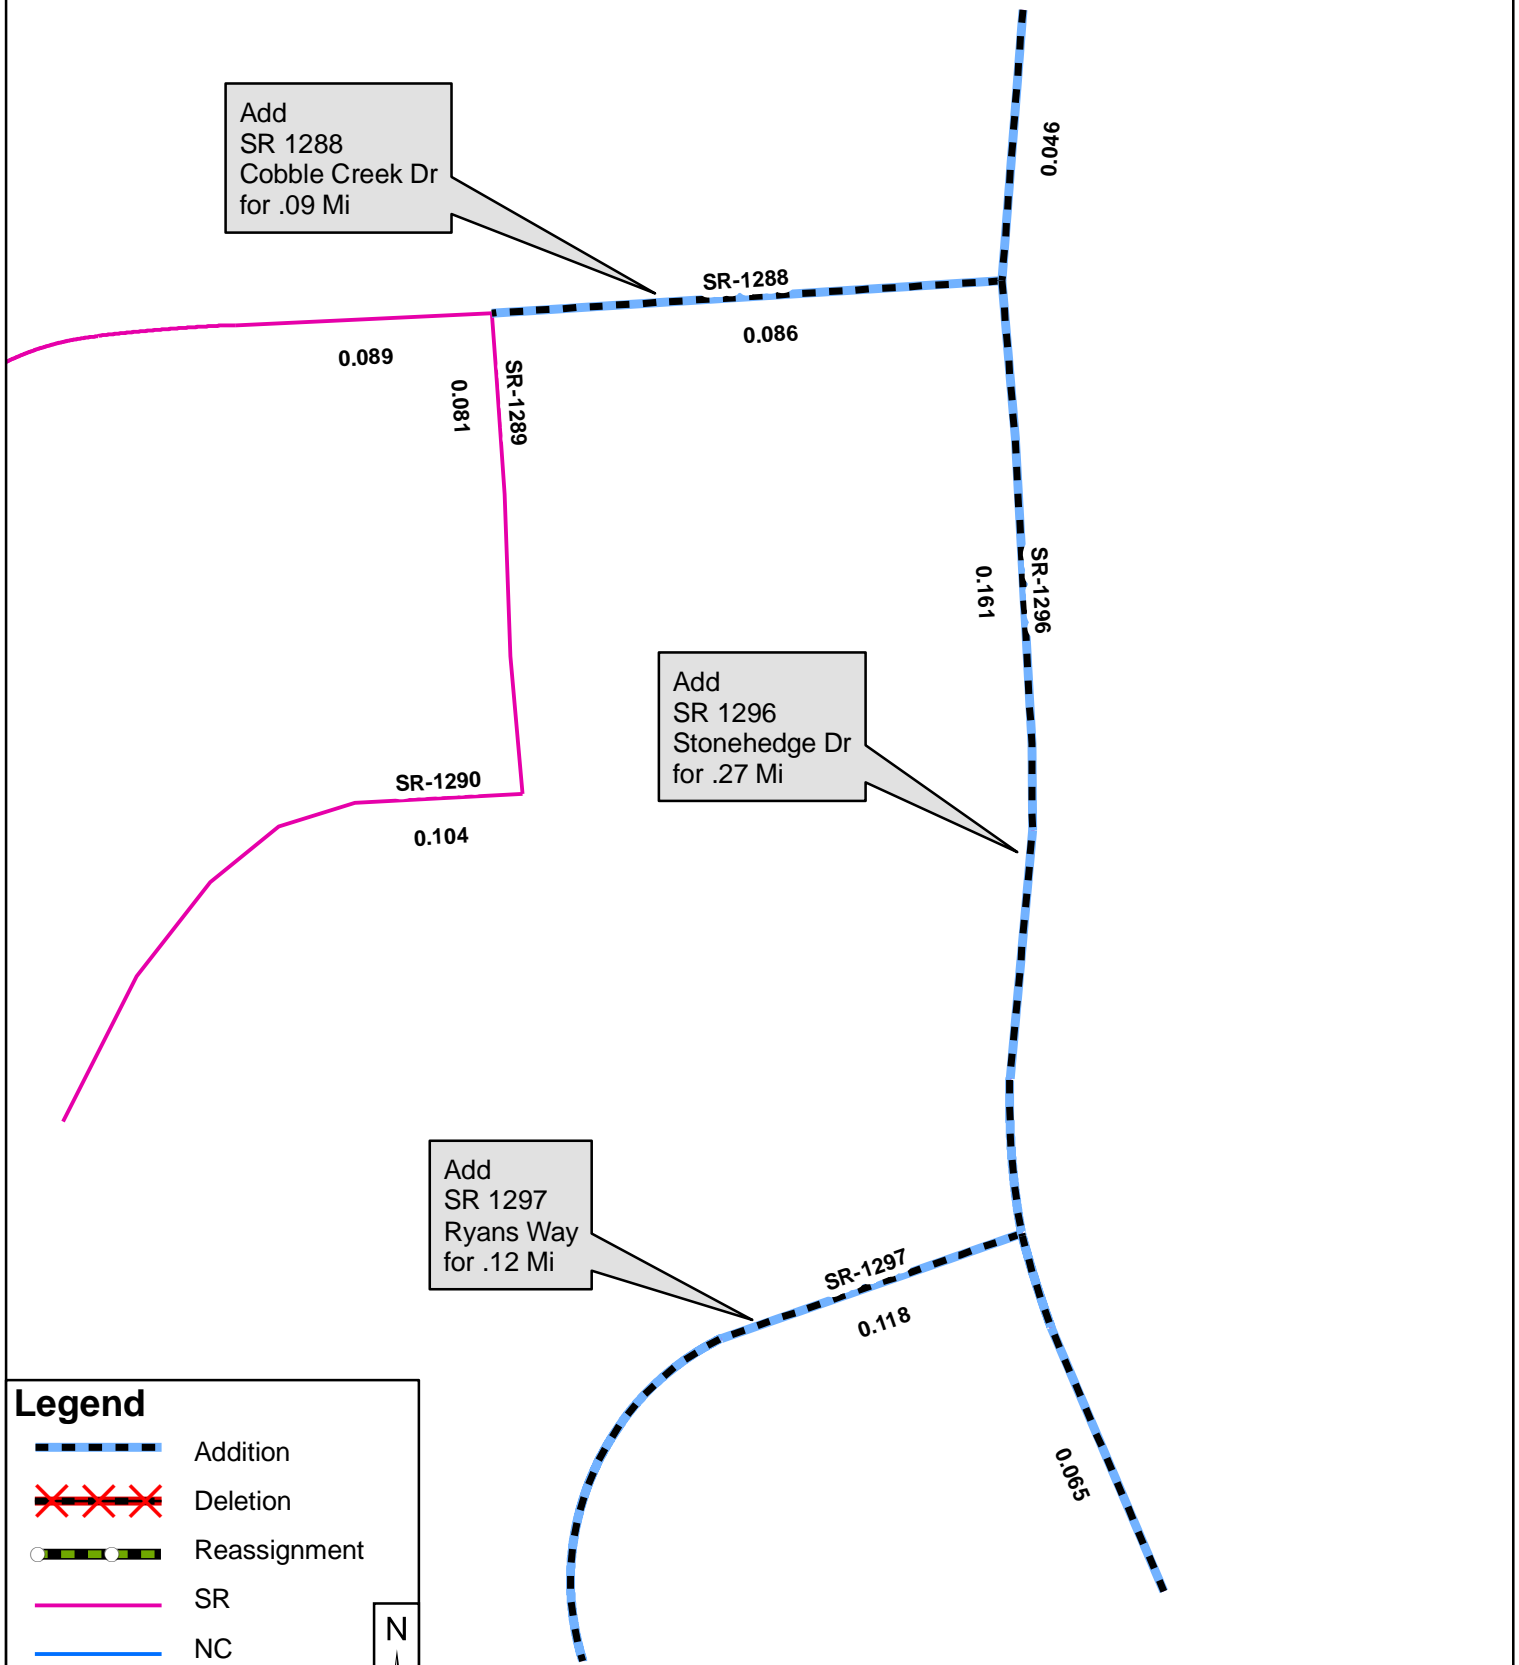 Add
SR 1288
Cobble Creek Dr
for .09 Mi
0.046
SR-1288
0.086
0.089
0.081
SR-1289
SR-1296
0.161
Add
SR 1296
Stonehedge Dr
for .27 Mi
SR-1290
0.104
Add
SR 1297
Ryans Way
for .12 Mi
SR-1297
0.118
0.065
Legend
Addition
Deletion
Reassignment
SR
NC
N